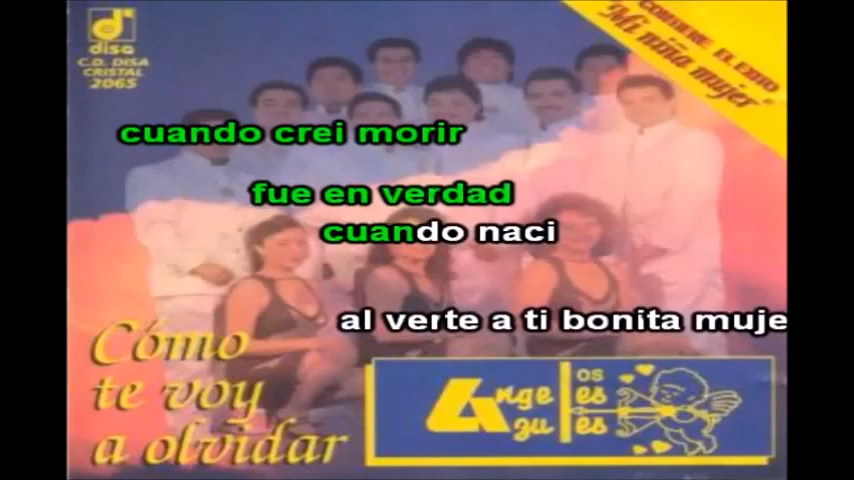 disa
C.D. DISA
CRISTAL
2065
CONTIENE EL EXITO
"Mi niña mujer"
cuando crei morir
fue en verdad
cuando naci
al verte a ti bonita muje
Cómo
te voy
a olvidar
Los
Angeles
Azules